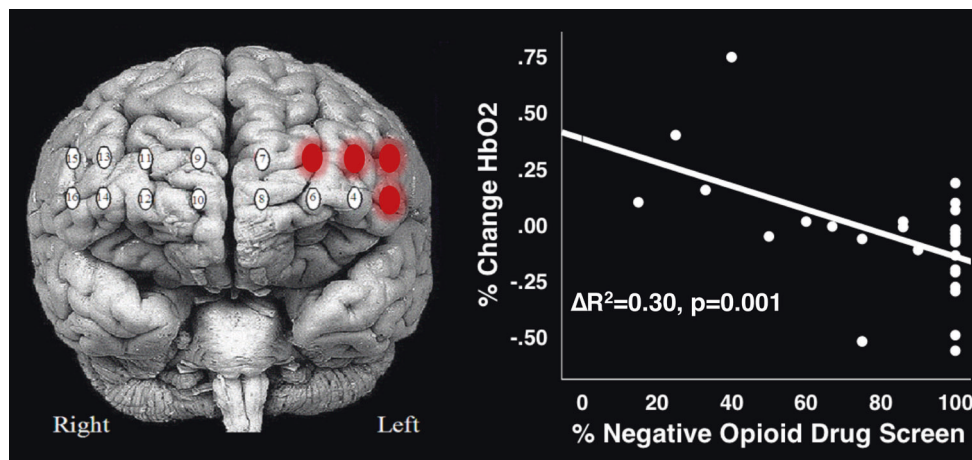 15 13 11 9 7
16 14 12 10 8 6 4
Right Left
% Change HbO2
.75
.50
.25
.00
-.25
-.50
ΔR²=0.30, p=0.001
0 20 40 60 80 100
% Negative Opioid Drug Screen